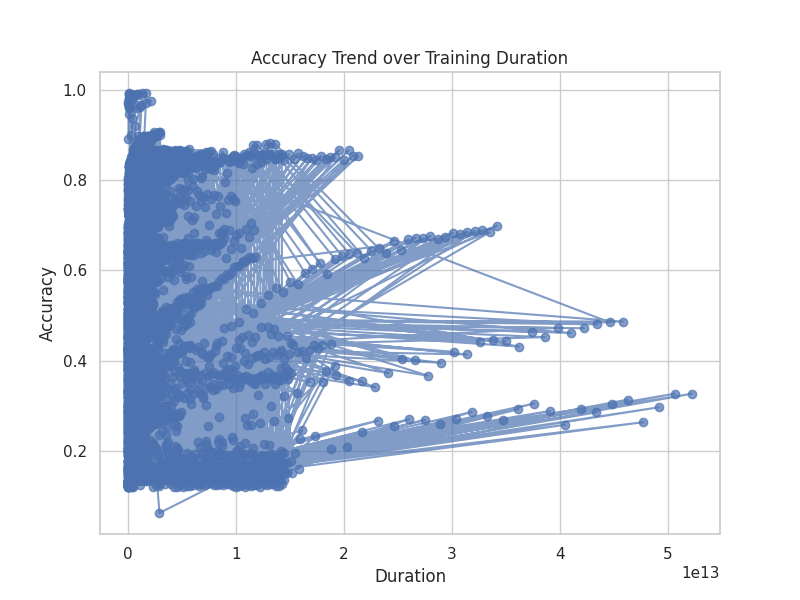 Accuracy Trend over Training Duration
1.0
0.8
0.6
0.4
0.2
Accuracy
0 1 2 3 4 5
1e13
Duration